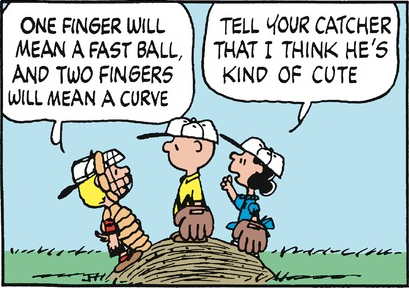 ONE FINGER WILL
MEAN A FAST BALL,
AND TWO FINGERS
WILL MEAN A CURVE
TELL YOUR CATCHER
THAT I THINK HE'S
KIND OF CUTE